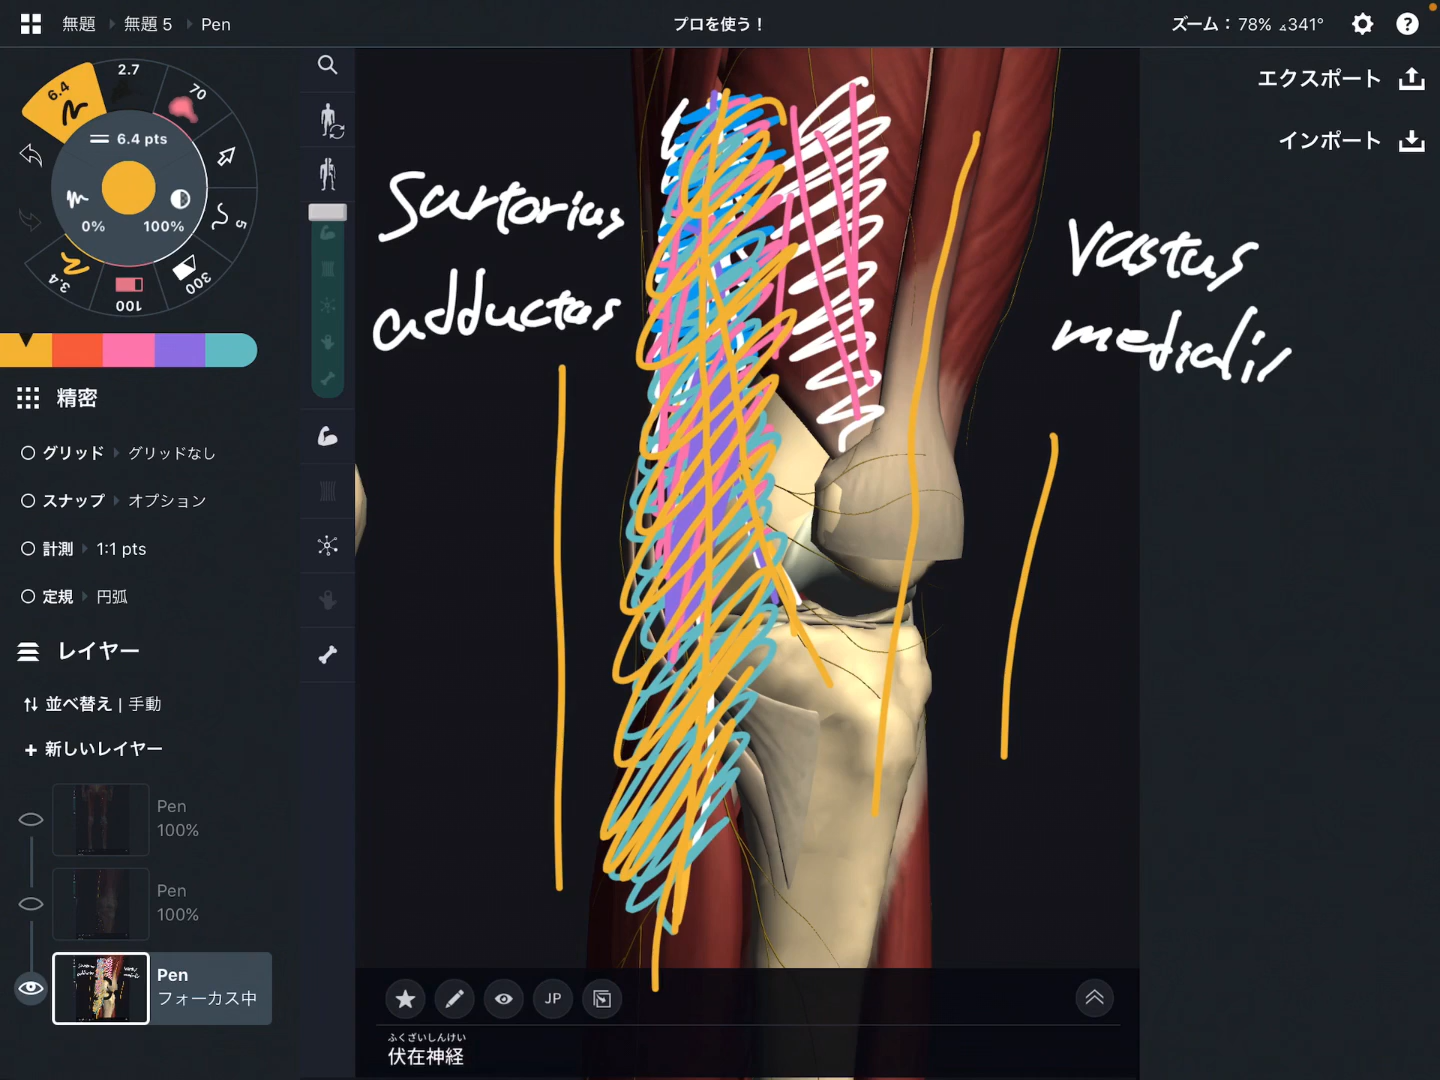 無題 無題 5 Pen
プロを使う！
ズーム： 78% ⊿341°
エクスポート
インポート
2.7
6.4
70
5
300
100
3.4
6.4 pts
0% 100%
精密
グリッド グリッドなし
スナップ オプション
計測 1:1 pts
定規 円弧
レイヤー
並べ替え | 手動
+ 新しいレイヤー
Pen
100%
Pen
100%
Pen
フォーカス中
Sartorius
adductas
Vastus
medialis
JP
ふくざいしんけい
伏在神経